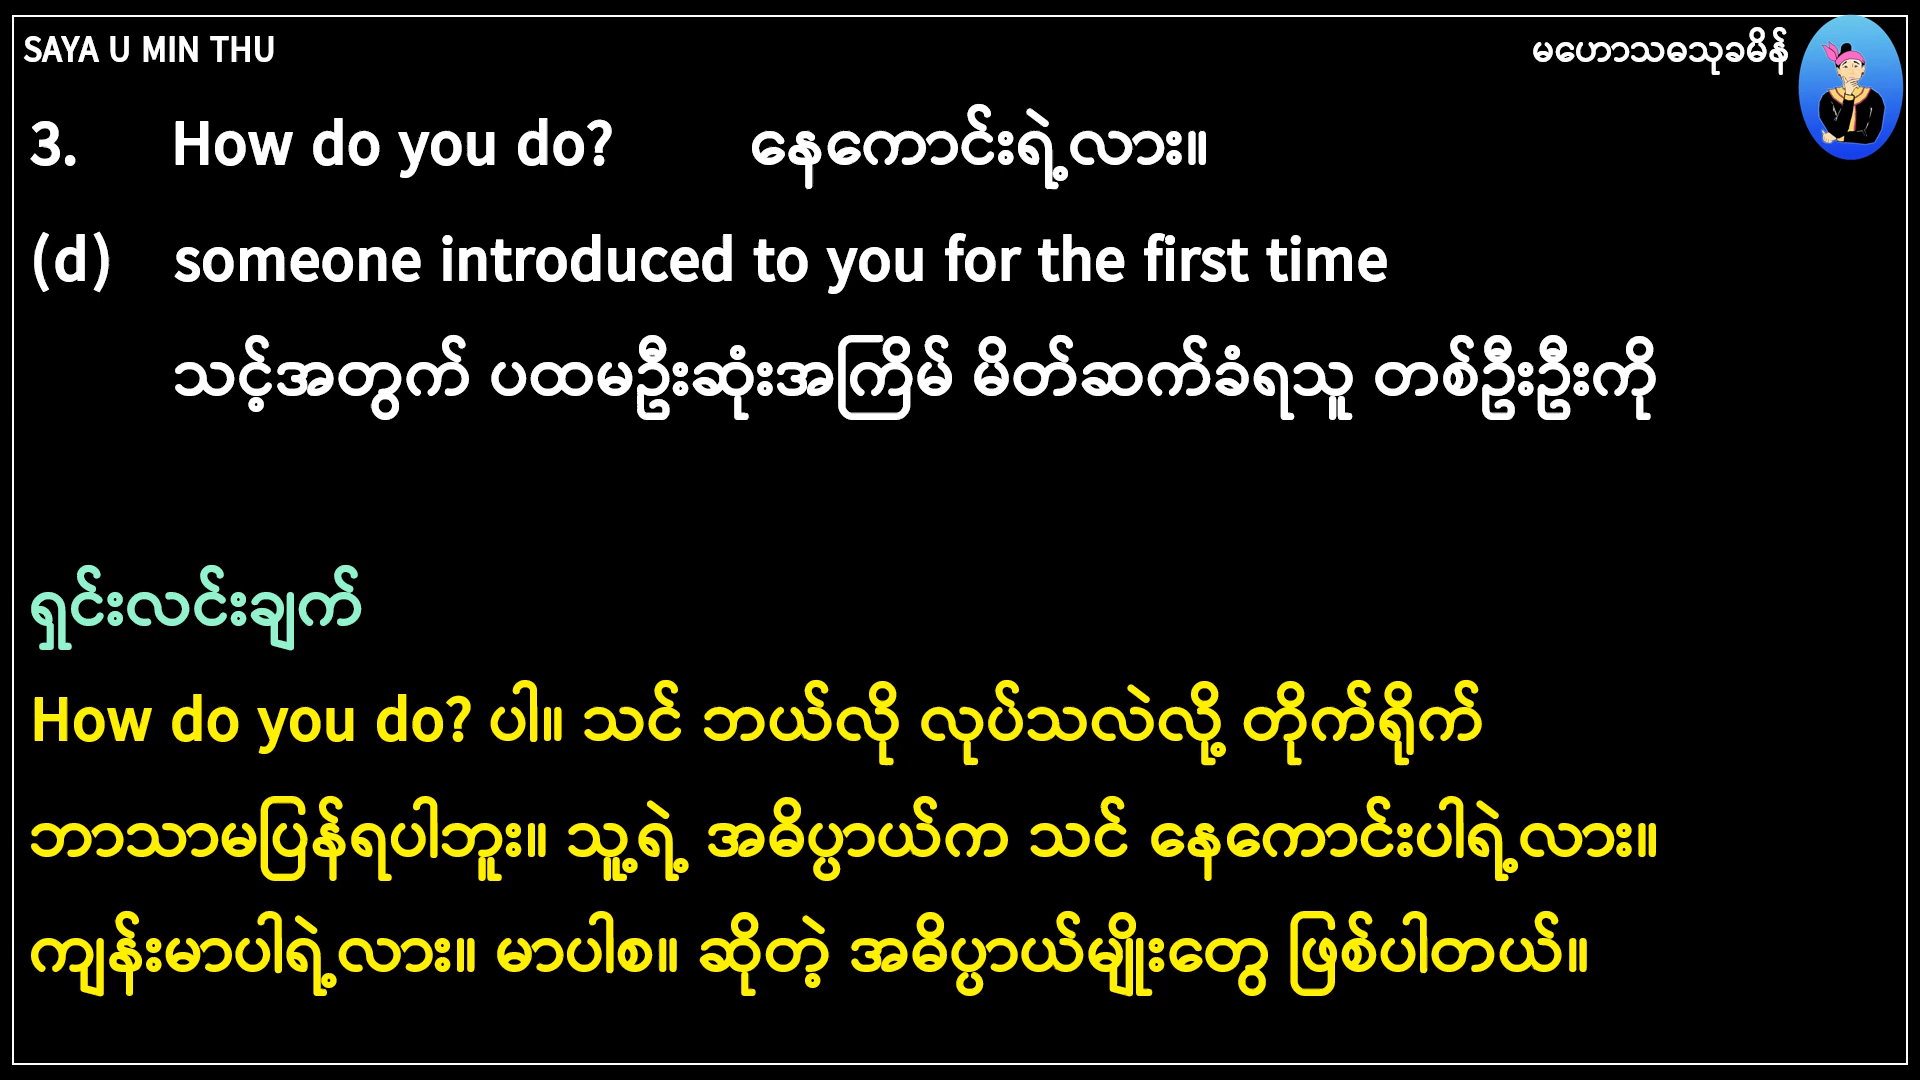 SAYA U MIN THU
မဟောသဓသုခမိန်
3. How do you do? နေကောင်းရဲ့လား။
(d) someone introduced to you for the first time
သင့်အတွက် ပထမဦးဆုံးအကြိမ် မိတ်ဆက်ခံရသူ တစ်ဦးဦးကို
ရှင်းလင်းချက်
How do you do? ပါ။ သင် ဘယ်လို လုပ်သလဲလို့ တိုက်ရိုက်
ဘာသာမပြန်ရပါဘူး။ သူ့ရဲ့ အဓိပ္ပာယ်က သင် နေကောင်းပါရဲ့လား။
ကျန်းမာပါရဲ့လား။ မာပါစ။ ဆိုတဲ့ အဓိပ္ပာယ်မျိုးတွေ ဖြစ်ပါတယ်။